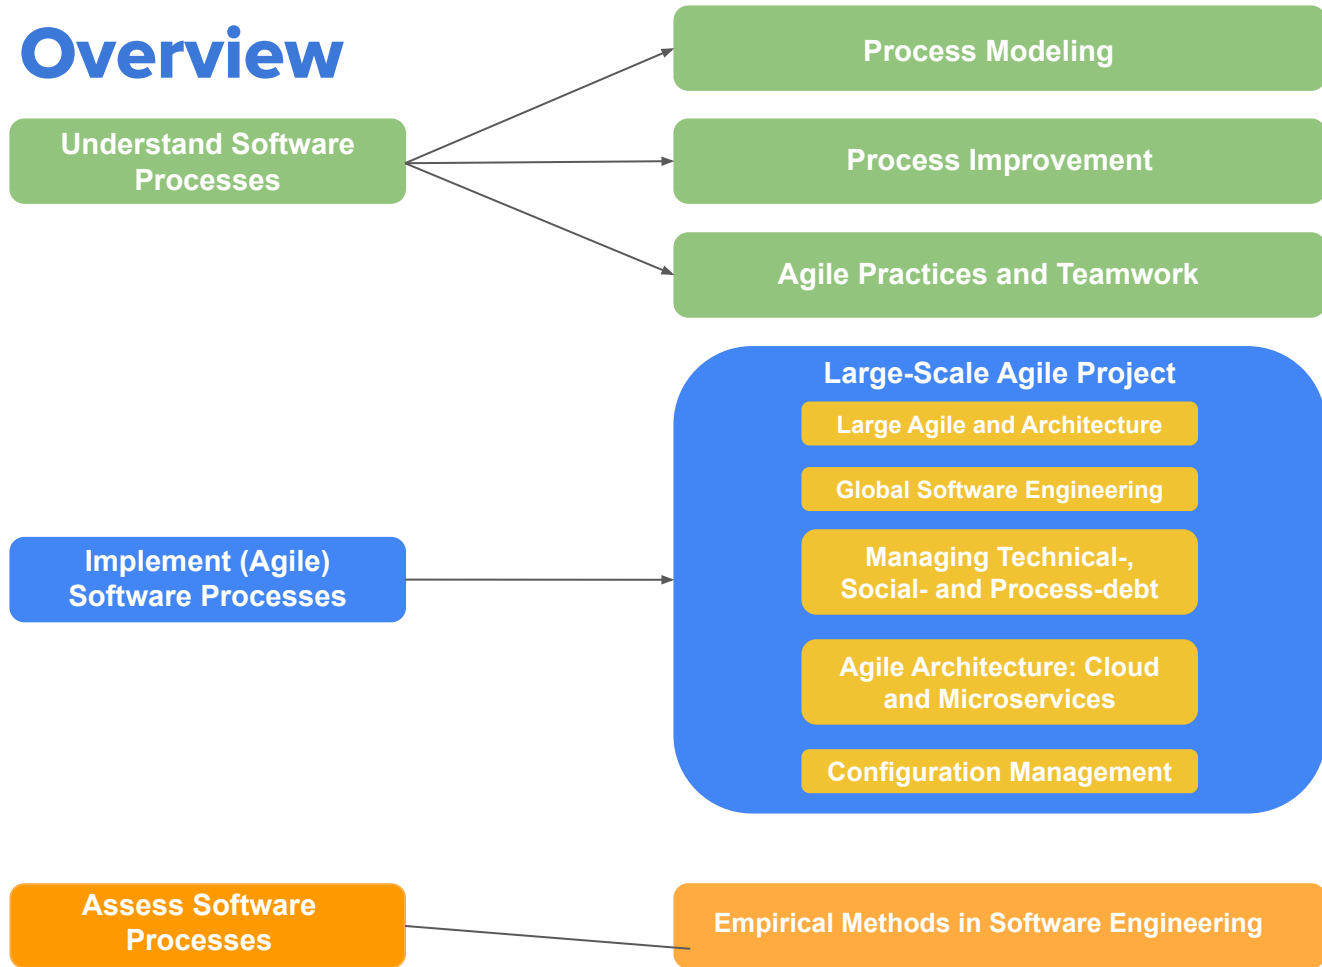 Overview
Understand Software
Processes
Process Modeling
Process Improvement
Agile Practices and Teamwork
Implement (Agile)
Software Processes
Large-Scale Agile Project
Large Agile and Architecture
Global Software Engineering
Managing Technical-,
Social- and Process-debt
Agile Architecture: Cloud
and Microservices
Configuration Management
Assess Software
Processes
Empirical Methods in Software Engineering